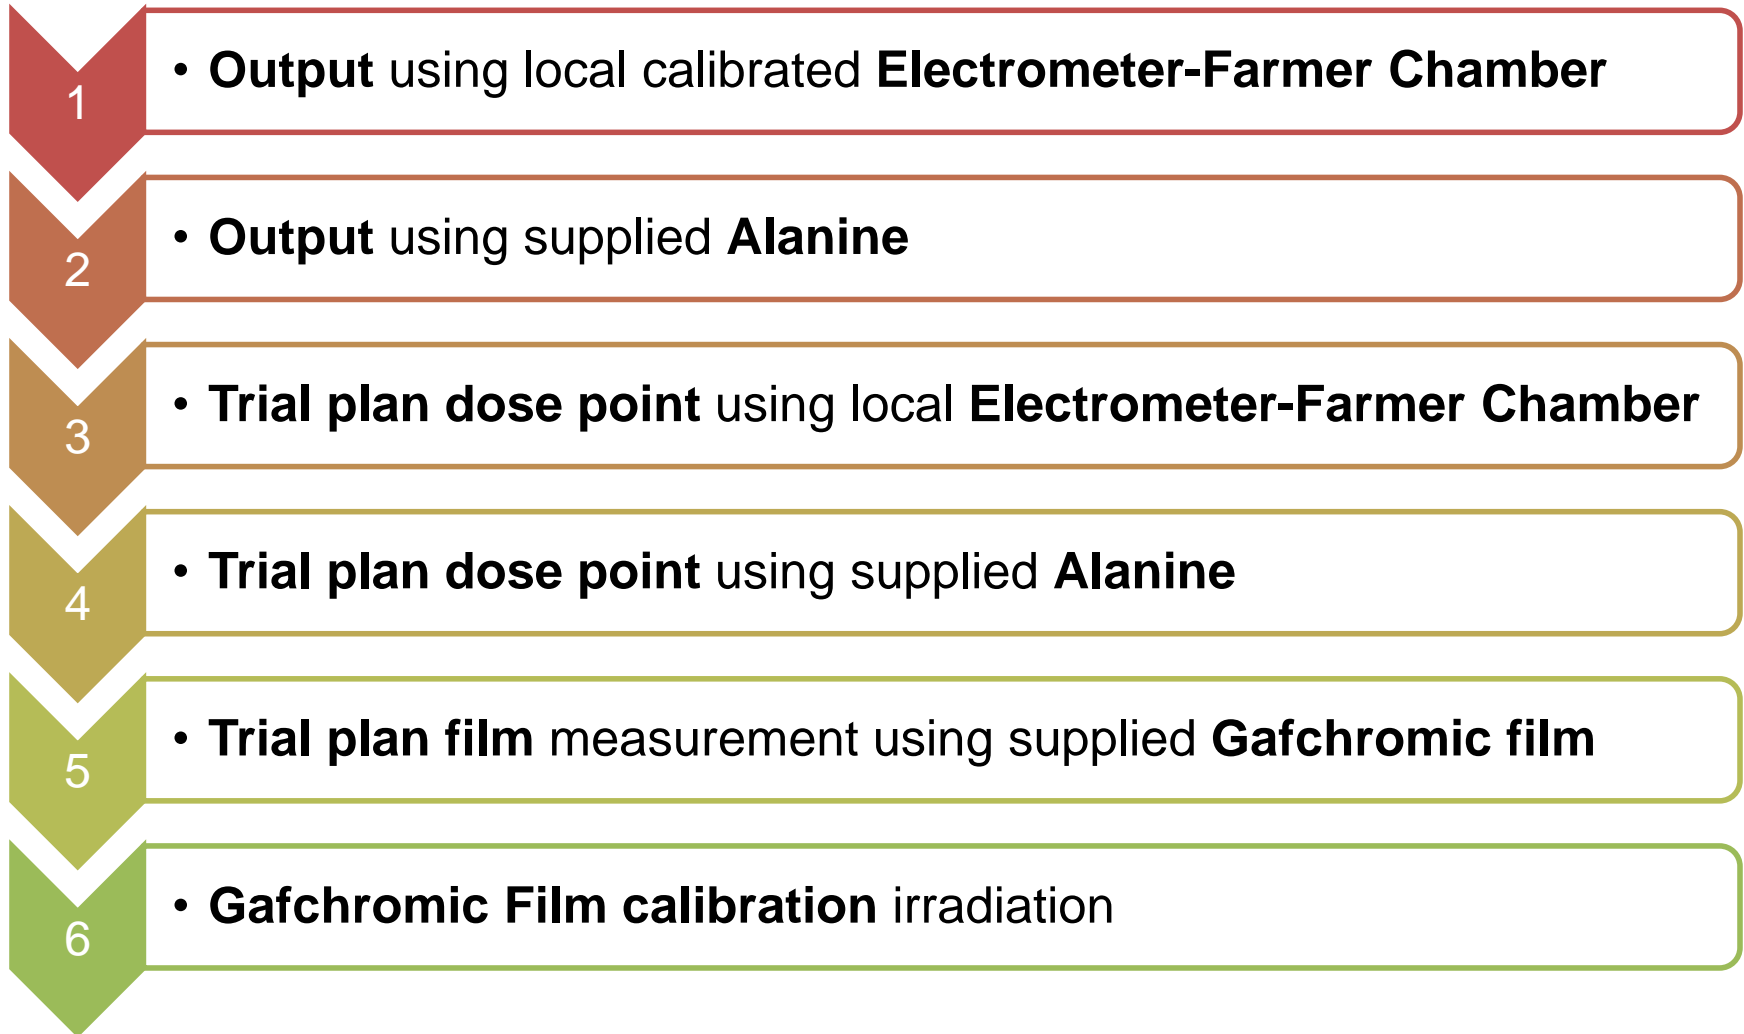 1
• Output using local calibrated Electrometer-Farmer Chamber
2
• Output using supplied Alanine
3
• Trial plan dose point using local Electrometer-Farmer Chamber
4
• Trial plan dose point using supplied Alanine
5
• Trial plan film measurement using supplied Gafchromic film
6
• Gafchromic Film calibration irradiation